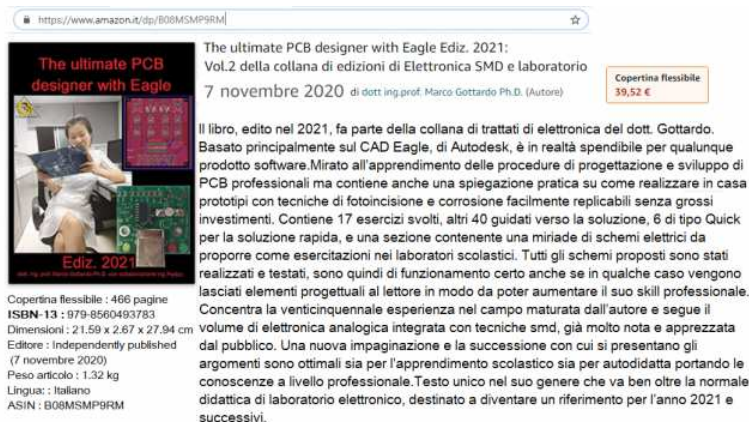 https://www.amazon.it/dp/B08MSMP9RM
The ultimate PCB
designer with Eagle
Ediz. 2021
The ultimate PCB designer with Eagle Ediz. 2021:
Vol.2 della collana di edizioni di Elettronica SMD e laboratorio
7 novembre 2020 di dott ing.prof. Marco Gottardo Ph.D. (Autore)
Copertina flessibile
39,52 €
Il libro, edito nel 2021, fa parte della collana di trattati di elettronica del dott. Gottardo.
Basato principalmente sul CAD Eagle, di Autodesk, è in realtà spendibile per qualunque
prodotto software.Mirato all'apprendimento delle procedure di progettazione e sviluppo di
PCB professionali ma contiene anche una spiegazione pratica su come realizzare in casa
prototipi con tecniche di fotoincisione e corrosione facilmente replicabili senza grossi
investimenti. Contiene 17 esercizi svolti, altri 40 guidati verso la soluzione, 6 di tipo Quick
per la soluzione rapida, e una sezione contenente una miriade di schemi elettrici da
proporre come esercitazioni nei laboratori scolastici. Tutti gli schemi proposti sono stati
realizzati e testati, sono quindi di funzionamento certo anche se in qualche caso vengono
lasciati elementi progettuali al lettore in modo da poter aumentare il suo skill professionale.
Concentra la venticinquennale esperienza nel campo maturata dall'autore e segue il
volume di elettronica analogica integrata con tecniche smd, già molto nota e apprezzata
dal pubblico. Una nuova impaginazione e la successione con cui si presentano gli
argomenti sono ottimali sia per l'apprendimento scolastico sia per autodidatta portando le
conoscenze a livello professionale.Testo unico nel suo genere che va ben oltre la normale
didattica di laboratorio elettronico, destinato a diventare un riferimento per l'anno 2021 e
successivi.
Copertina flessibile : 466 pagine
ISBN-13 : 979-8560493783
Dimensioni : 21.59 x 2.67 x 27.94 cm
Editore : Independently published
(7 novembre 2020)
Peso articolo : 1.32 kg
Lingua: : Italiano
ASIN : B08MSMP9RM